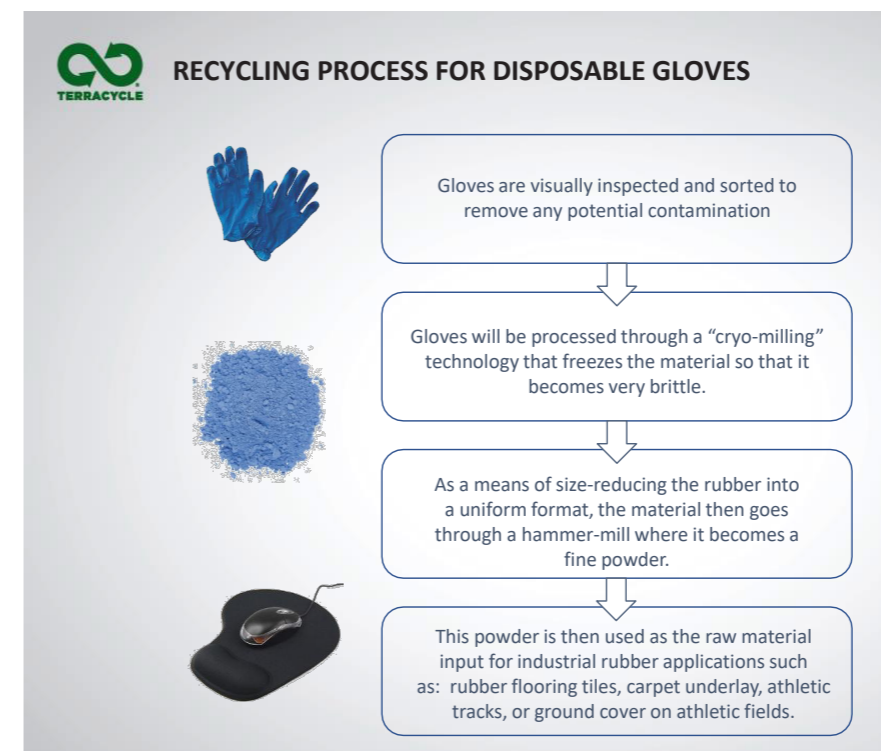 TERRACYCLE
RECYCLING PROCESS FOR DISPOSABLE GLOVES
Gloves are visually inspected and sorted to
remove any potential contamination
Gloves will be processed through a “cryo-milling”
technology that freezes the material so that it
becomes very brittle.
As a means of size-reducing the rubber into
a uniform format, the material then goes
through a hammer-mill where it becomes a
fine powder.
This powder is then used as the raw material
input for industrial rubber applications such
as:  rubber flooring tiles, carpet underlay, athletic
tracks, or ground cover on athletic fields.